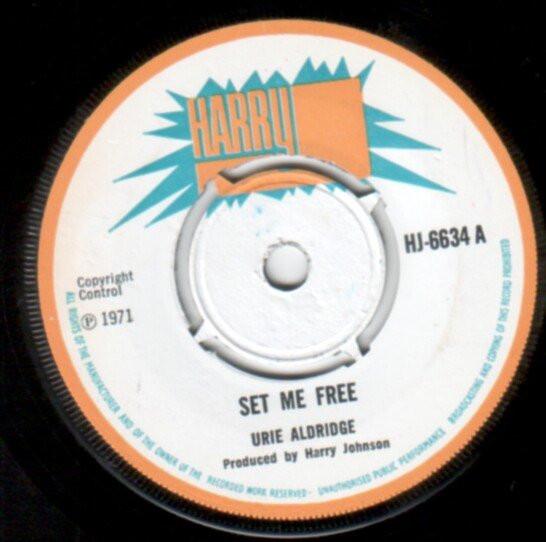 HARRY
HJ-6634 A
Copyright
Control
Ⓟ 1971
SET ME FREE
URIE ALDRIDGE
Produced by Harry Johnson
ALL RIGHTS OF THE MANUFACTURER AND OF THE OWNER OF THE RECORDED WORK RESERVED - UNAUTHORISED PUBLIC PERFORMANCE BROADCASTING AND COPYING OF THIS RECORD PROHIBITED